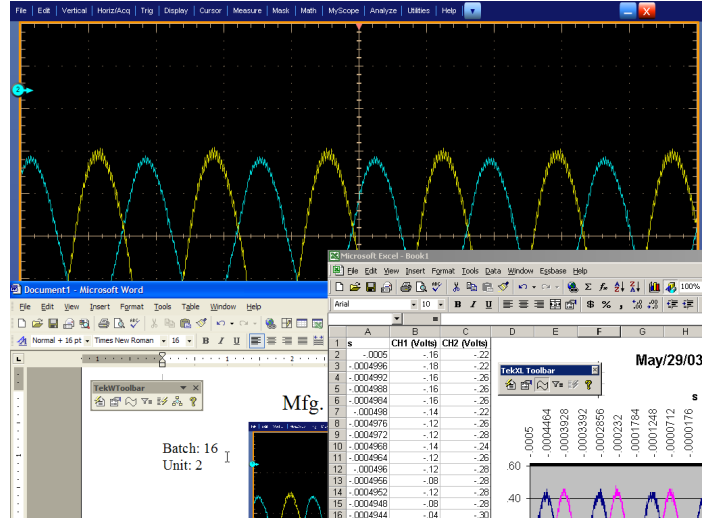 File Edit Vertical Horiz/Acq Trig Display Cursor Measure Mask Math MyScope Analyze Utilities Help
X
2
Document1 - Microsoft Word
File Edit View Insert Format Tools Table Window Help
Normal + 16 pt Times New Roman 16 B I U
TekWToolbar
Mfg.
Batch: 16
Unit: 2
Microsoft Excel - Book1
File Edit View Insert Format Tools Data Window Essbase Help
100%
Arial 10 B I U $ % ,
A B C D E F G H
1 s CH1 (Volts) CH2 (Volts)
2 -.0005 -.16 -.22
3 -.0004996 -.18 -.22
4 -.0004992 -.16 -.26
5 -.0004988 -.16 -.26
6 -.0004984 -.16 -.26
7 -.000498 -.14 -.22
8 -.0004976 -.12 -.26
9 -.0004972 -.12 -.28
10 -.0004968 -.14 -.24
11 -.0004964 -.12 -.26
12 -.000496 -.12 -.28
13 -.0004956 -.08 -.28
14 -.0004952 -.12 -.28
15 -.0004948 -.08 -.28
16 -.0004944 -.04 -.30
TekXL Toolbar
May/29/03
s
-.0005
-.0004464
-.0003928
-.0003392
-.0002856
-.000232
-.0001784
-.0001248
-.0000712
-.0000176
.60
.40